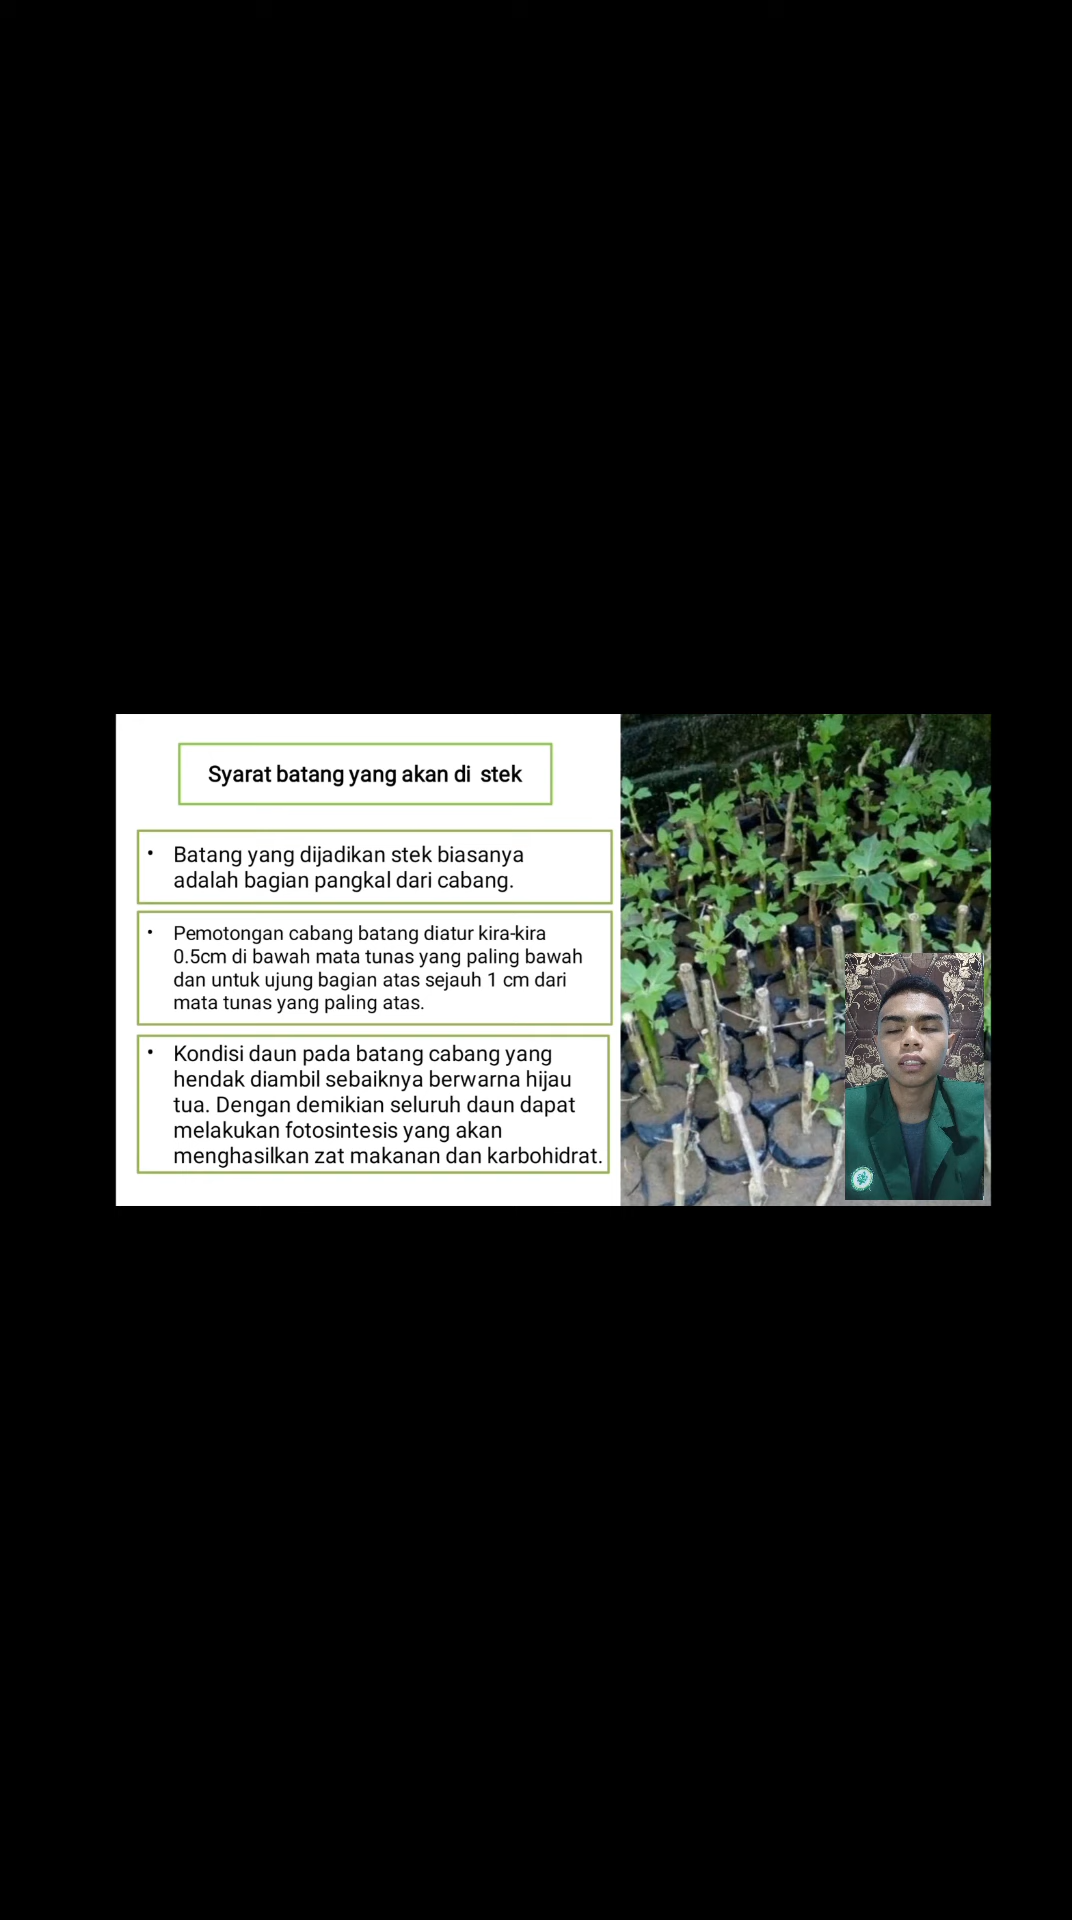 Syarat batang yang akan di  stek
• Batang yang dijadikan stek biasanya
adalah bagian pangkal dari cabang.
• Pemotongan cabang batang diatur kira-kira
0.5cm di bawah mata tunas yang paling bawah
dan untuk ujung bagian atas sejauh 1 cm dari
mata tunas yang paling atas.
• Kondisi daun pada batang cabang yang
hendak diambil sebaiknya berwarna hijau
tua. Dengan demikian seluruh daun dapat
melakukan fotosintesis yang akan
menghasilkan zat makanan dan karbohidrat.